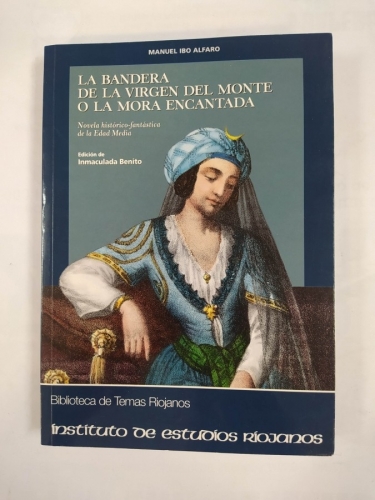 MANUEL IBO ALFARO
LA BANDERA
DE LA VIRGEN DEL MONTE
O LA MORA ENCANTADA
Novela histórico-fantástica
de la Edad Media
Edición de
Inmaculada Benito
Biblioteca de Temas Riojanos
instituto de estudios riojanos